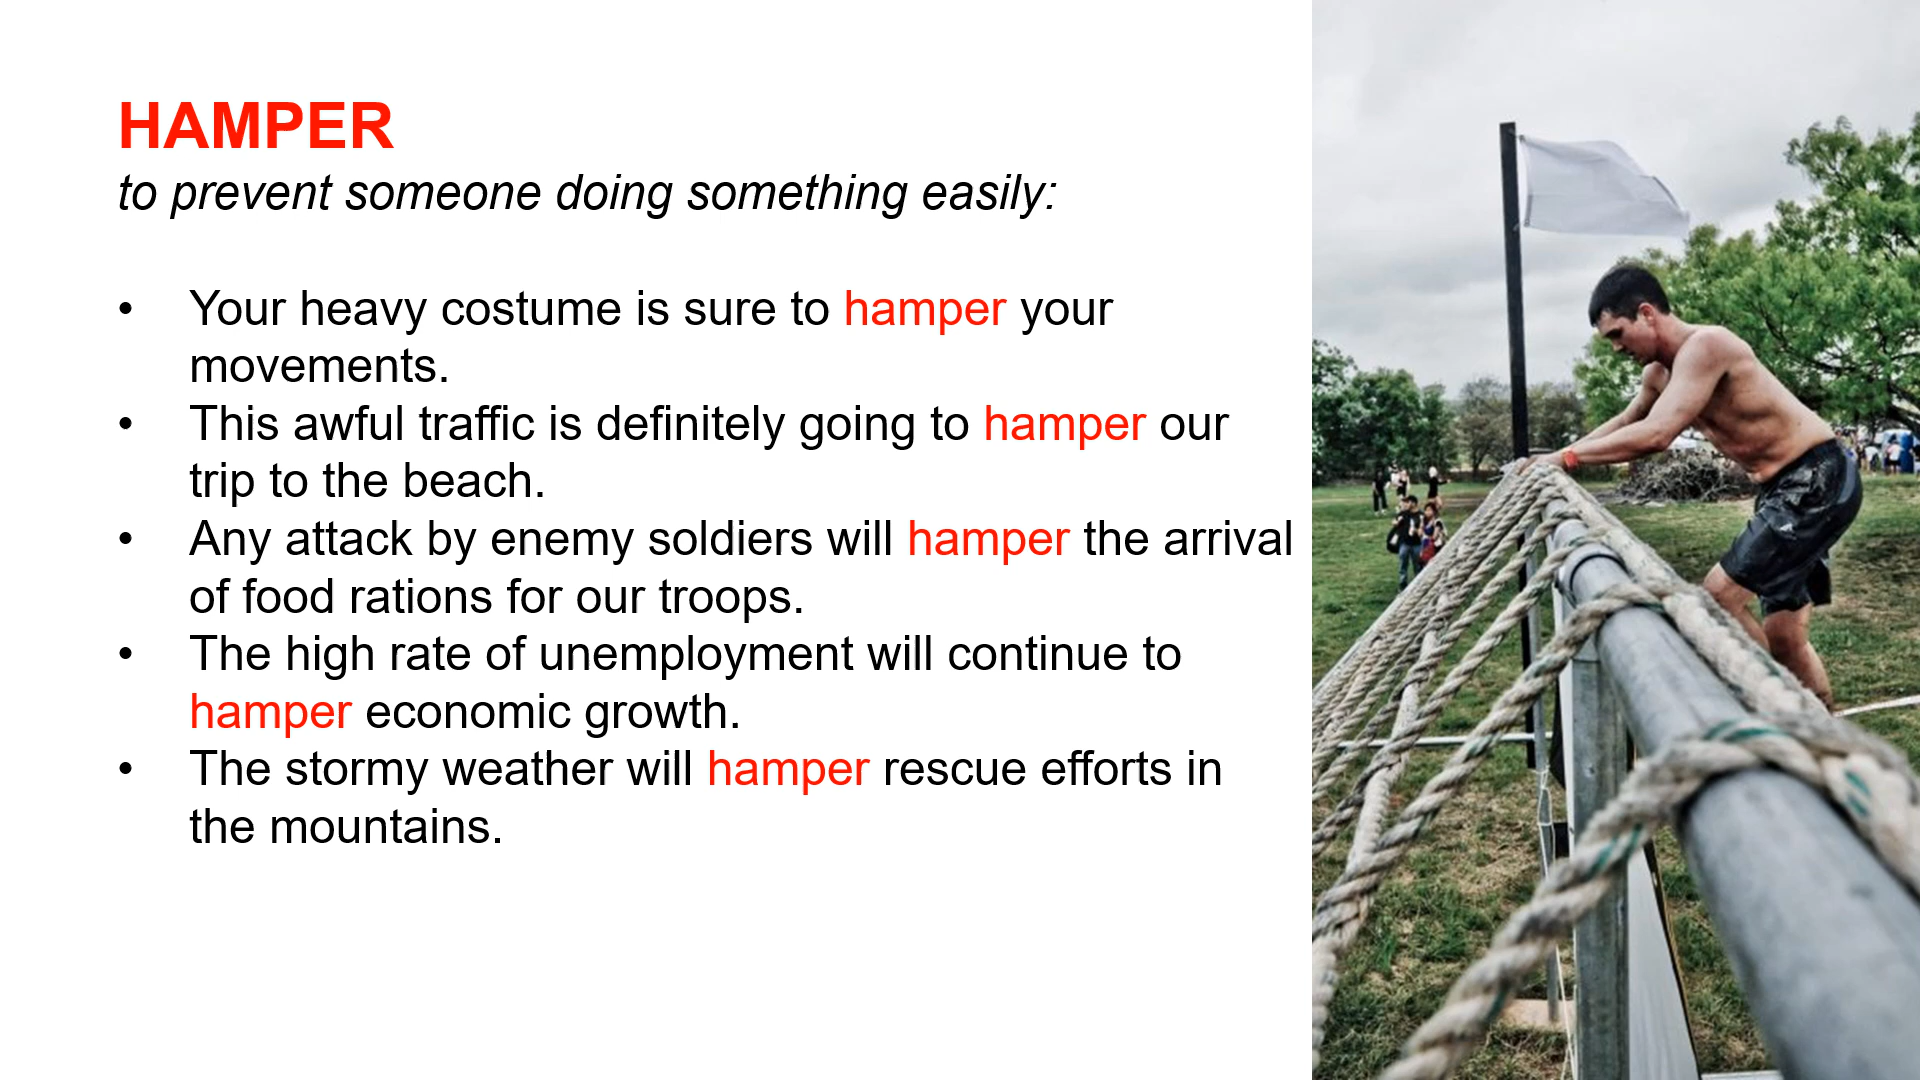 HAMPER
to prevent someone doing something easily:
• Your heavy costume is sure to hamper your
movements.
• This awful traffic is definitely going to hamper our
trip to the beach.
• Any attack by enemy soldiers will hamper the arrival
of food rations for our troops.
• The high rate of unemployment will continue to
hamper economic growth.
• The stormy weather will hamper rescue efforts in
the mountains.